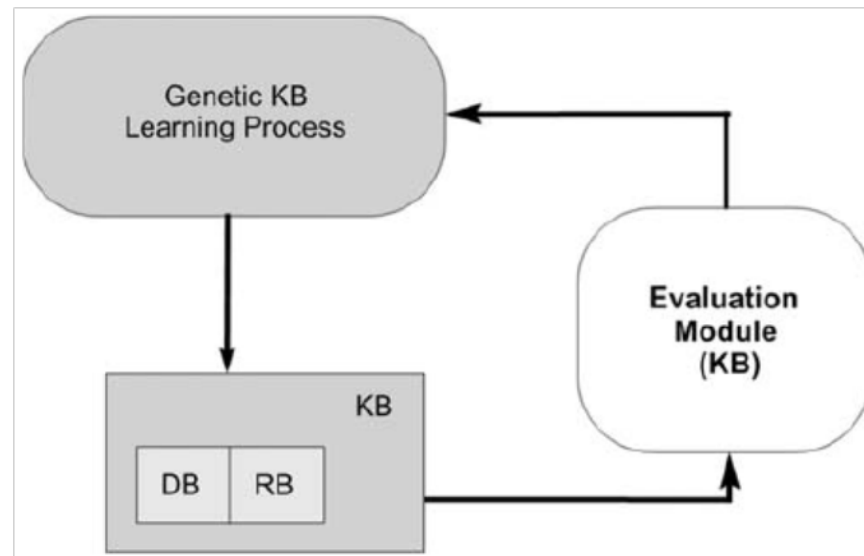 Genetic KB
Learning Process
Evaluation
Module
(KB)
KB
DB RB